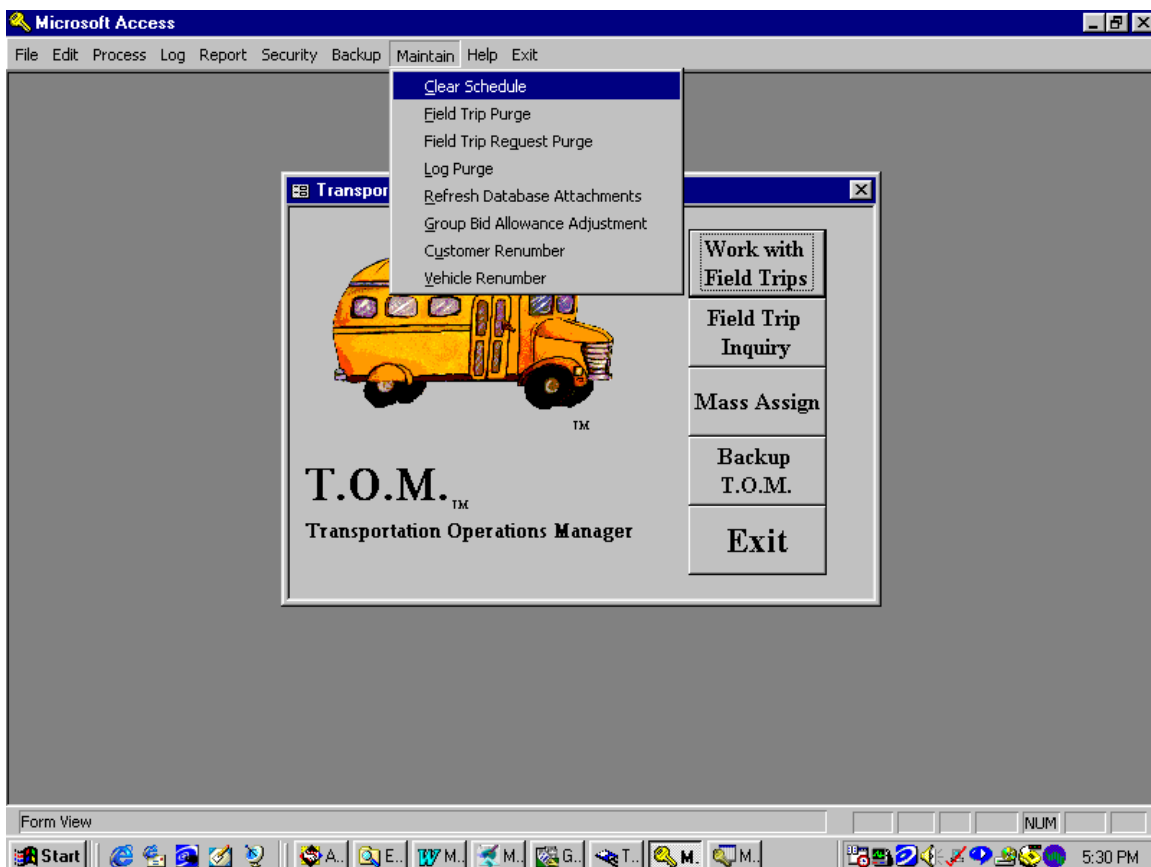 Microsoft Access
File Edit Process Log Report Security Backup Maintain Help Exit
Clear Schedule
Field Trip Purge
Field Trip Request Purge
Log Purge
Refresh Database Attachments
Group Bid Allowance Adjustment
Customer Renumber
Vehicle Renumber
Transpor
Work with
Field Trips
Field Trip
Inquiry
Mass Assign
Backup
T.O.M.
Exit
TM
T.O.M.TM
Transportation Operations Manager
Form View
NUM
Start A.. E.. M.. M.. G.. T.. M.. M.. 5:30 PM